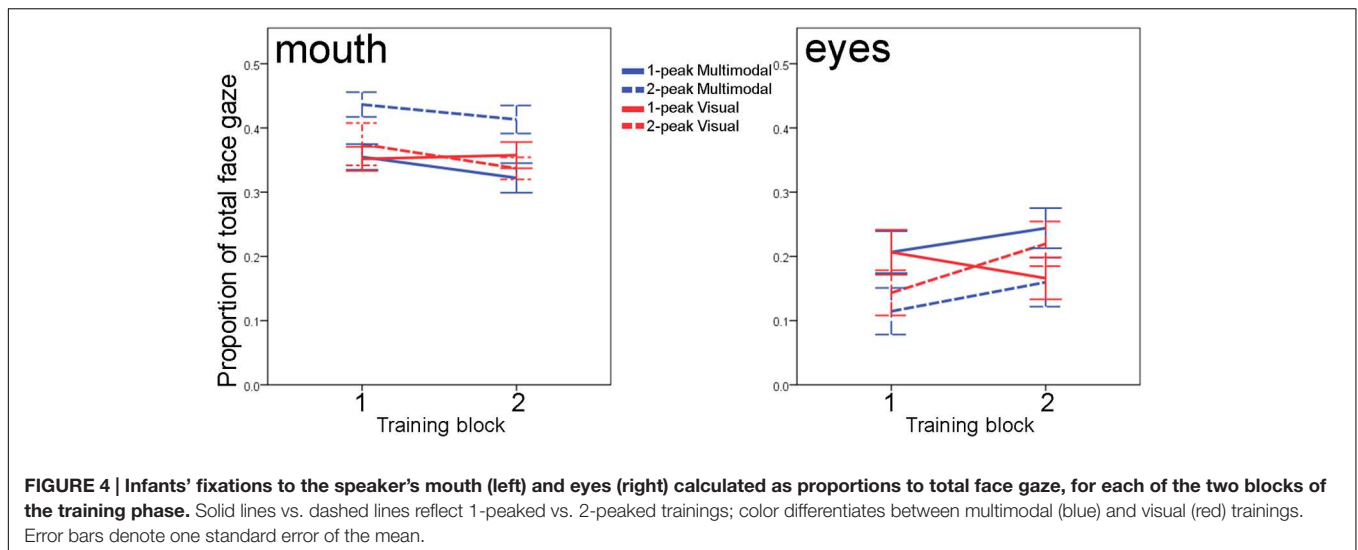 mouth
0.5
0.4
0.3
0.2
0.1
0.0
Proportion of total face gaze
1 2
Training block
1-peak Multimodal
2-peak Multimodal
1-peak Visual
2-peak Visual
eyes
0.5
0.4
0.3
0.2
0.1
0.0
1 2
Training block
FIGURE 4 | Infants’ fixations to the speaker’s mouth (left) and eyes (right) calculated as proportions to total face gaze, for each of the two blocks of
the training phase. Solid lines vs. dashed lines reflect 1-peaked vs. 2-peaked trainings; color differentiates between multimodal (blue) and visual (red) trainings.
Error bars denote one standard error of the mean.